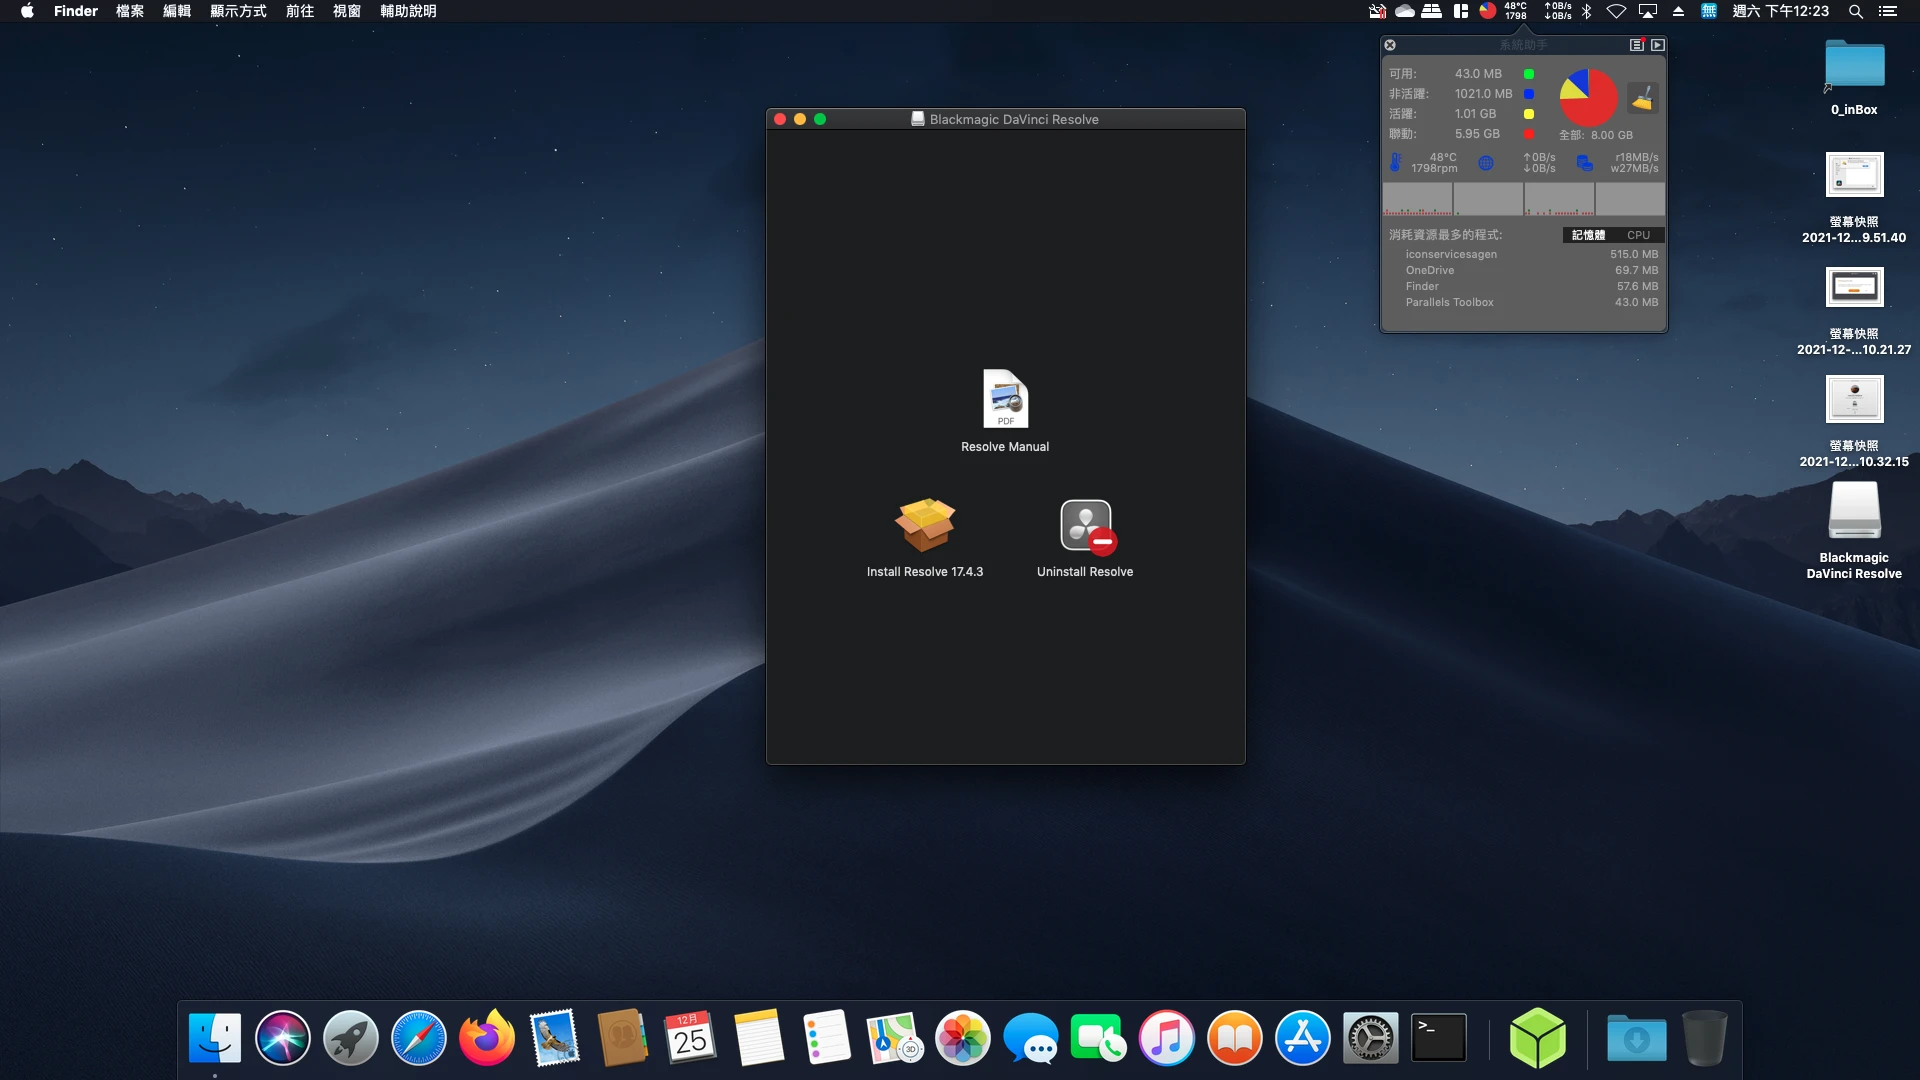 Finder 檔案 編輯 顯示方式 前往 視窗 輔助說明
48°C
1798
↑0B/s
↓0B/s
無
週六 下午12:23
系統助手
可用: 43.0 MB
非活躍: 1021.0 MB
活躍: 1.01 GB
聯動: 5.95 GB
全部: 8.00 GB
48°C
1798rpm
↑0B/s
↓0B/s
r18MB/s
w27MB/s
消耗資源最多的程式:
記憶體 CPU
iconservicesagen 515.0 MB
OneDrive 69.7 MB
Finder 57.6 MB
Parallels Toolbox 43.0 MB
Blackmagic DaVinci Resolve
PDF
Resolve Manual
Install Resolve 17.4.3
Uninstall Resolve
0_inBox
螢幕快照
2021-12...9.51.40
螢幕快照
2021-12-...10.21.27
螢幕快照
2021-12...10.32.15
Blackmagic
DaVinci Resolve
12月
25
3D
>_